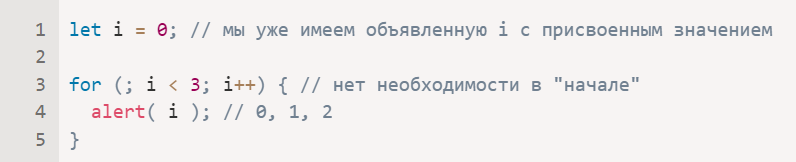 1 let i = 0; // мы уже имеем объявленную i с присвоенным значением
2
3 for (; i < 3; i++) { // нет необходимости в "начале"
4   alert( i ); // 0, 1, 2
5 }